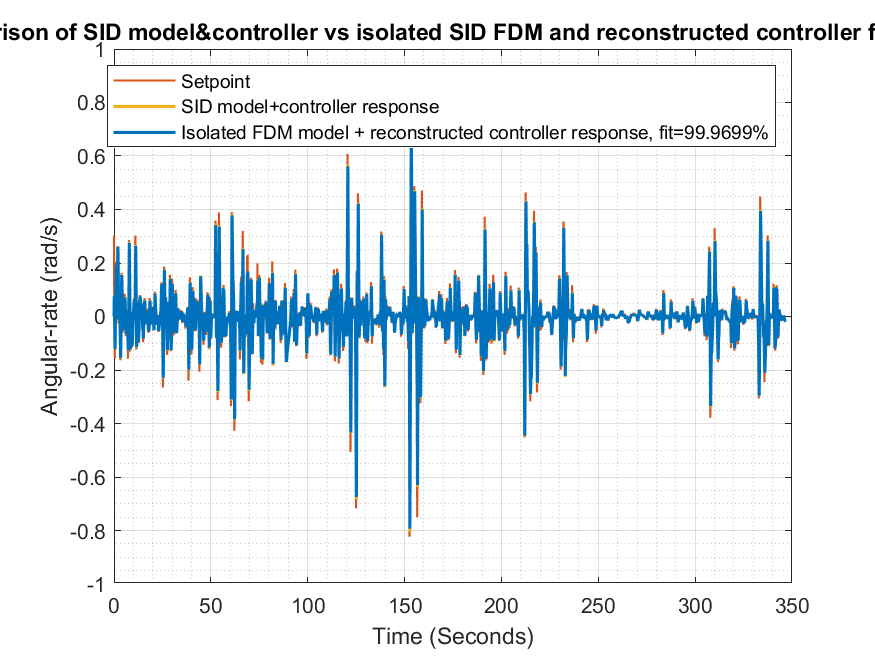 rison of SID model&controller vs isolated SID FDM and reconstructed controller f
1
0.8
0.6
0.4
0.2
0
-0.2
-0.4
-0.6
-0.8
-1
Setpoint
SID model+controller response
Isolated FDM model + reconstructed controller response, fit=99.9699%
Angular-rate (rad/s)
0 50 100 150 200 250 300 350
Time (Seconds)